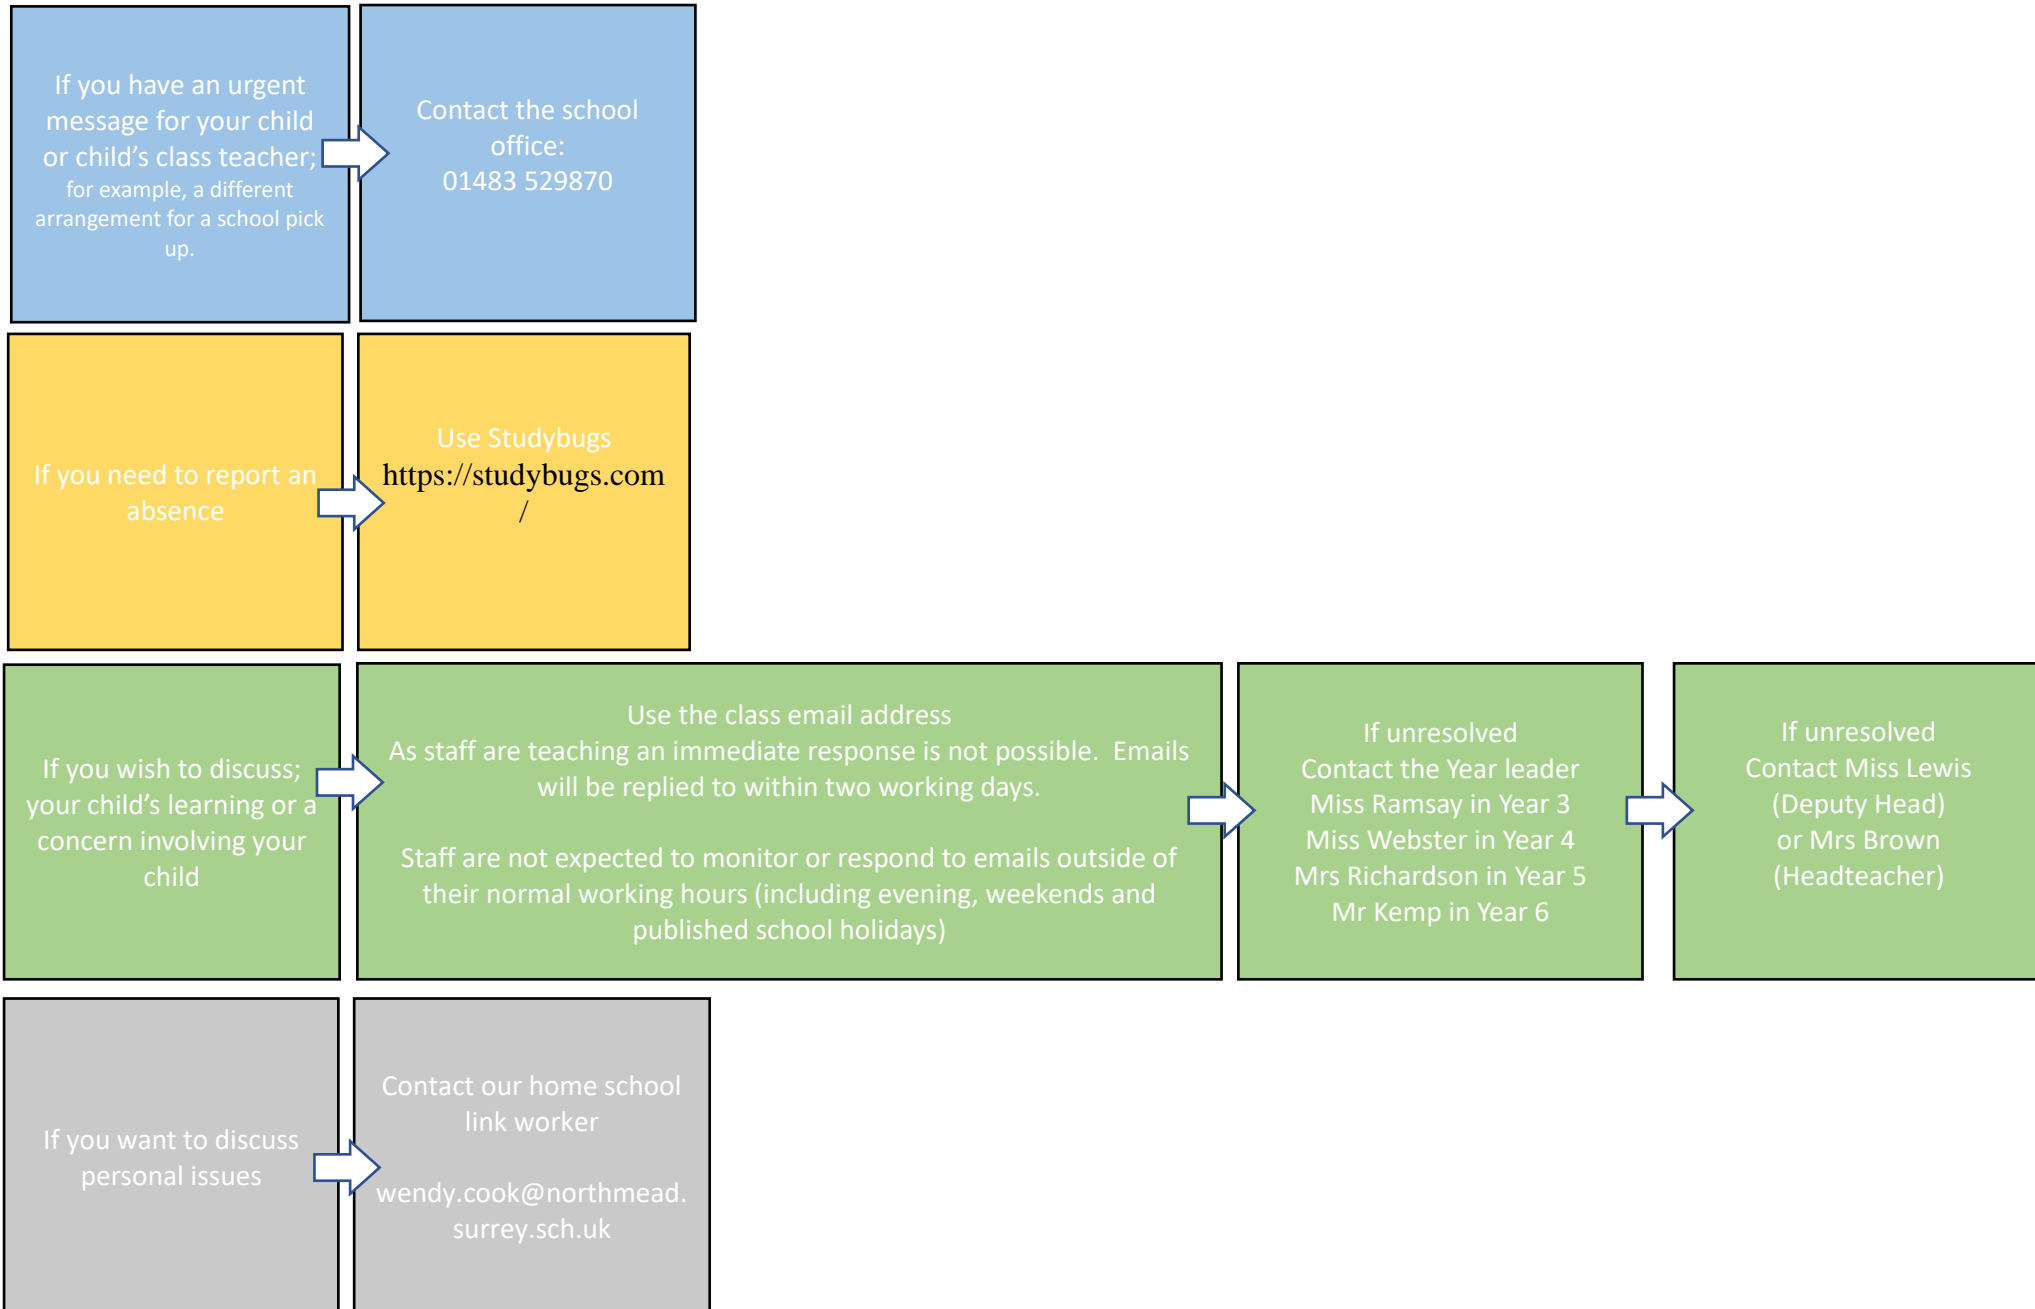 If you have an urgent
message for your child
or child’s class teacher;
for example, a different
arrangement for a school pick
up.
Contact the school
office:
01483 529870
If you need to report an
absence
Use Studybugs
https://studybugs.com
/
If you wish to discuss;
your child’s learning or a
concern involving your
child
Use the class email address
As staff are teaching an immediate response is not possible.  Emails
will be replied to within two working days.
Staff are not expected to monitor or respond to emails outside of
their normal working hours (including evening, weekends and
published school holidays)
If unresolved
Contact the Year leader
Miss Ramsay in Year 3
Miss Webster in Year 4
Mrs Richardson in Year 5
Mr Kemp in Year 6
If unresolved
Contact Miss Lewis
(Deputy Head)
or Mrs Brown
(Headteacher)
If you want to discuss
personal issues
Contact our home school
link worker
wendy.cook@northmead.
surrey.sch.uk